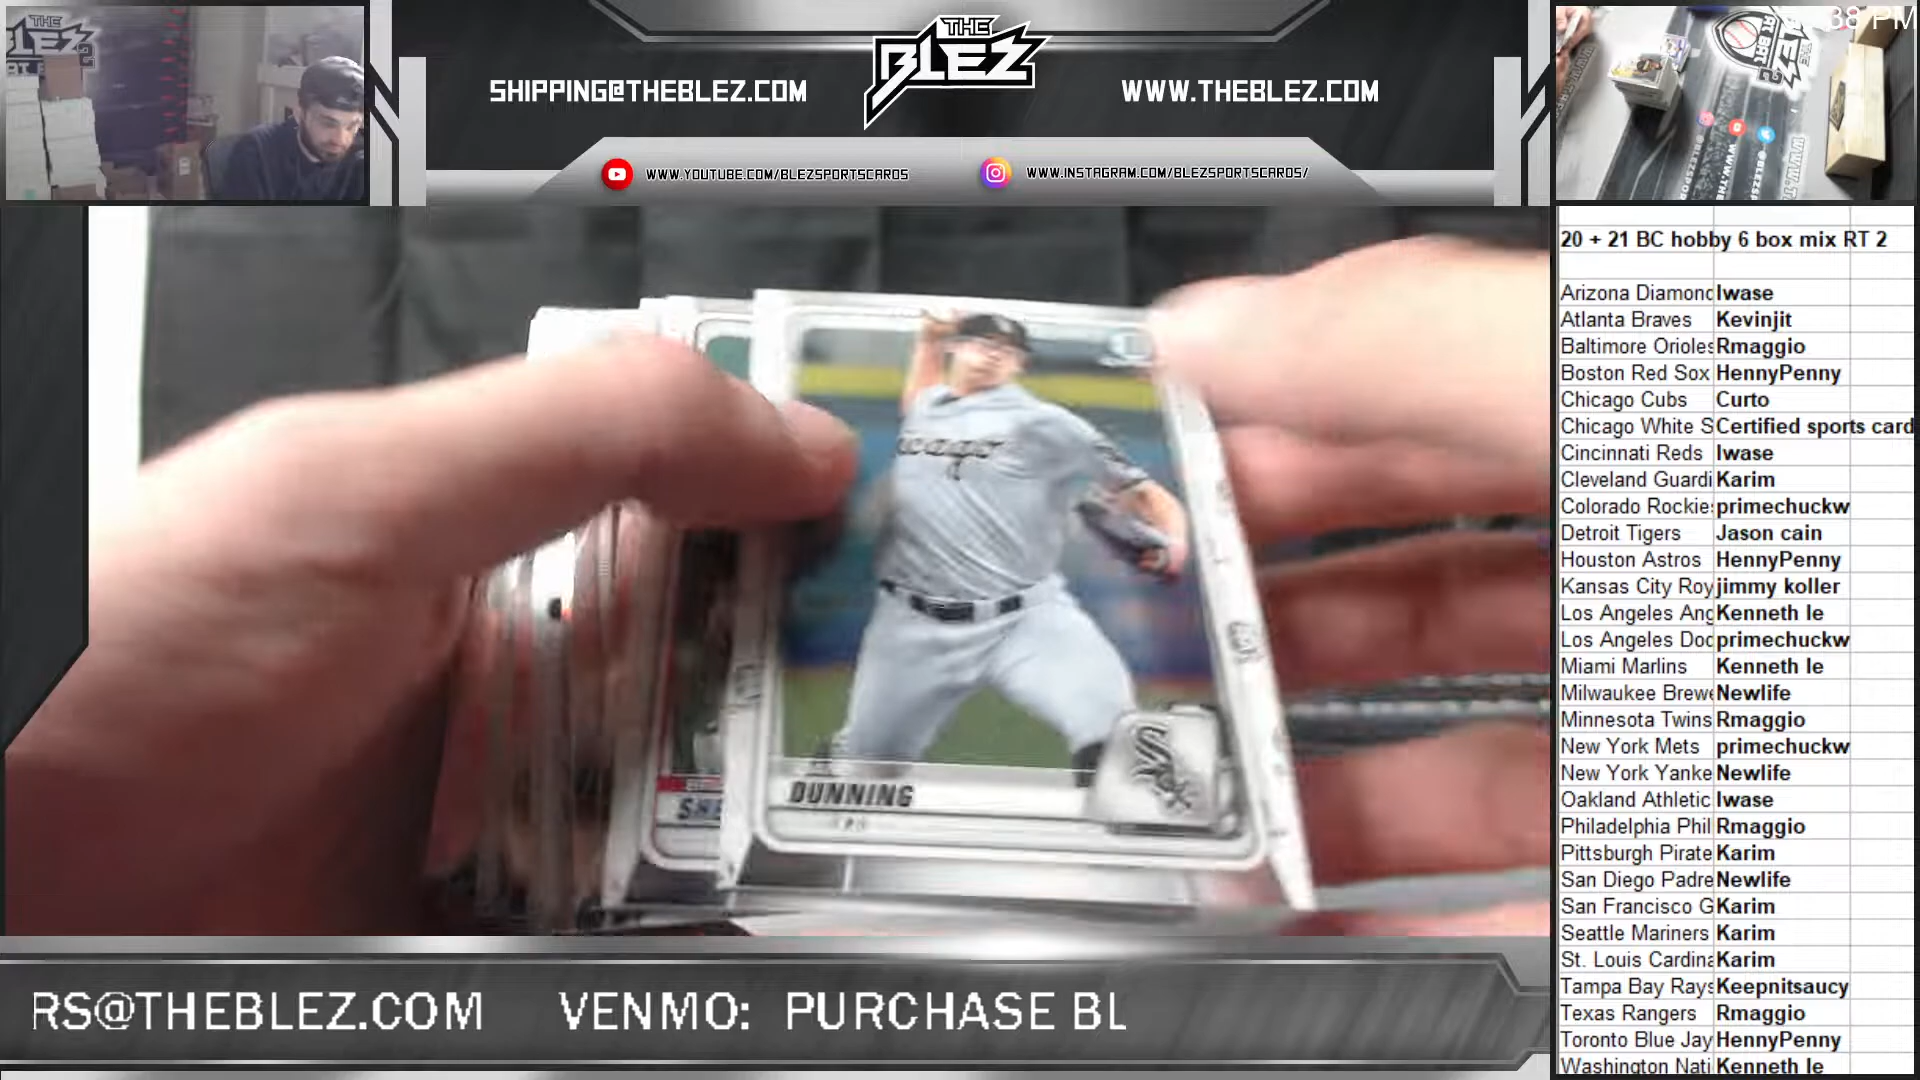 THE
BLEZ
SHIPPING@THEBLEZ.COM
WWW.THEBLEZ.COM
WWW.YOUTUBE.COM/BLEZSPORTSCARDS
WWW.INSTAGRAM.COM/BLEZSPORTSCARDS/
38 PM
20 + 21 BC hobby 6 box mix RT 2
Arizona Diamond Iwase
Atlanta Braves Kevinjit
Baltimore Orioles Rmaggio
Boston Red Sox HennyPenny
Chicago Cubs Curto
Chicago White S Certified sports card
Cincinnati Reds Iwase
Cleveland Guardi Karim
Colorado Rockie primechuckw
Detroit Tigers Jason cain
Houston Astros HennyPenny
Kansas City Roy jimmy koller
Los Angeles Ang Kenneth le
Los Angeles Dod primechuckw
Miami Marlins Kenneth le
Milwaukee Brewe Newlife
Minnesota Twins Rmaggio
New York Mets primechuckw
New York Yanke Newlife
Oakland Athletic Iwase
Philadelphia Phil Rmaggio
Pittsburgh Pirate Karim
San Diego Padre Newlife
San Francisco G Karim
Seattle Mariners Karim
St. Louis Cardina Karim
Tampa Bay Rays Keepnitsaucy
Texas Rangers Rmaggio
Toronto Blue Jay HennyPenny
Washington Nati Kenneth le
DUNNING
Sox
RS@THEBLEZ.COM VENMO: PURCHASE BL